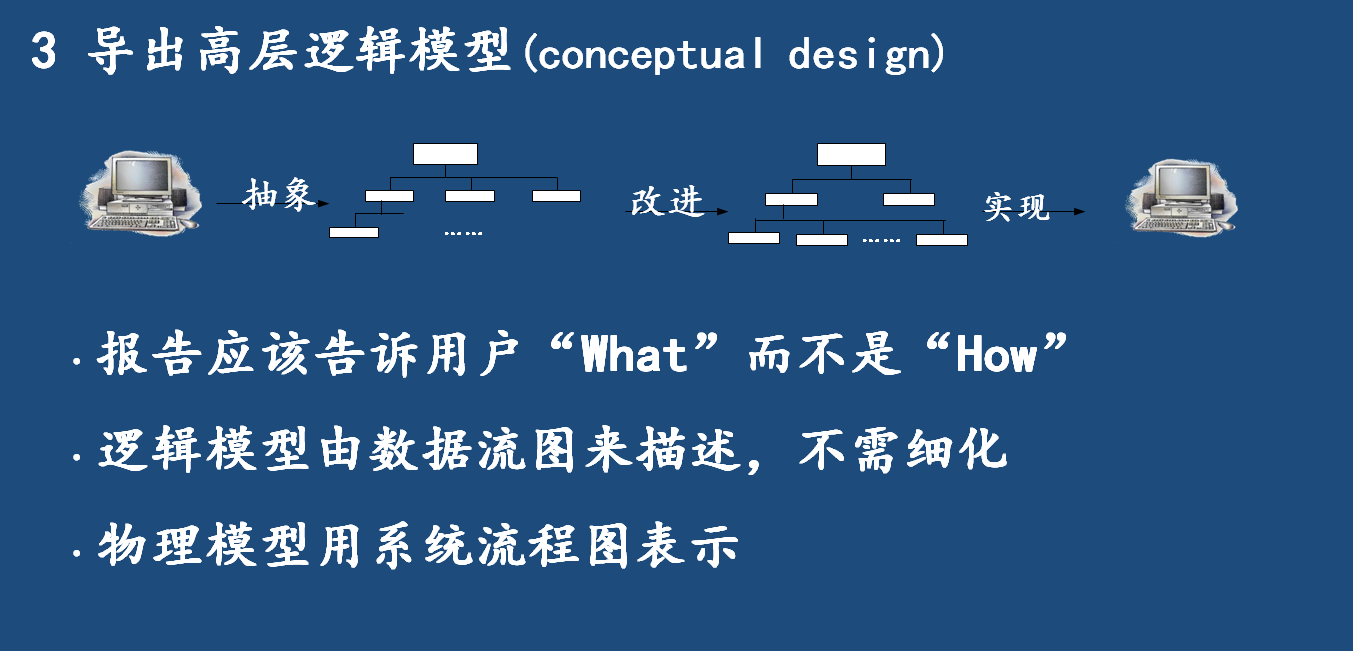 3 导出高层逻辑模型(conceptual design)
抽象
改进
实现
……
……
· 报告应该告诉用户“What”而不是“How”
· 逻辑模型由数据流图来描述，不需细化
· 物理模型用系统流程图表示